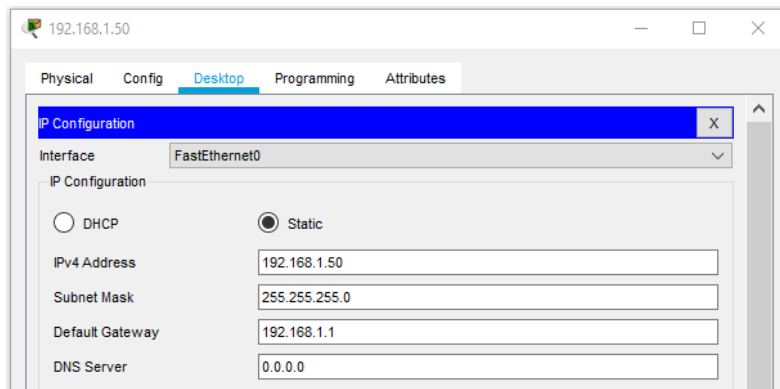 192.168.1.50
Physical Config Desktop Programming Attributes
IP Configuration X
Interface FastEthernet0
IP Configuration
DHCP Static
IPv4 Address 192.168.1.50
Subnet Mask 255.255.255.0
Default Gateway 192.168.1.1
DNS Server 0.0.0.0